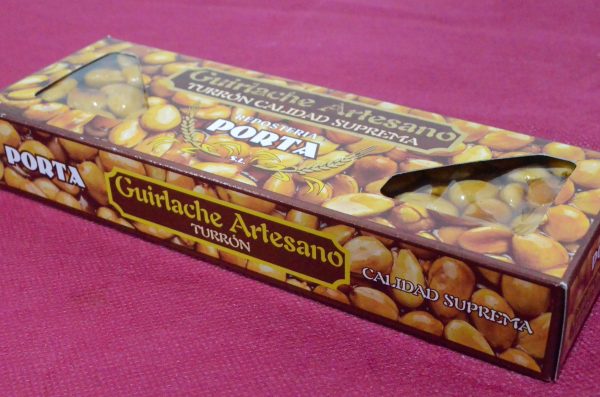 Guirlache Artesano
TURRÓN CALIDAD SUPREMA
REPOSTERIA
PORTA
S.L.
PORTA
Guirlache Artesano
TURRÓN
CALIDAD SUPREMA